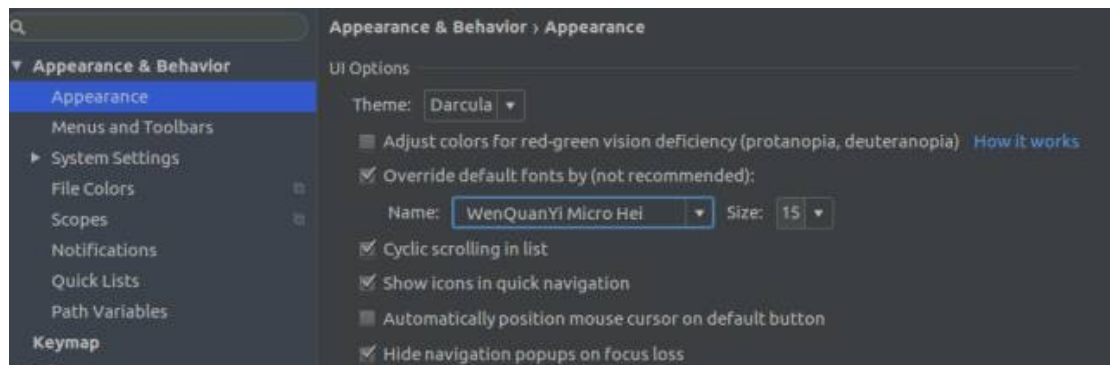 Appearance & Behavior
Appearance
Menus and Toolbars
System Settings
File Colors
Scopes
Notifications
Quick Lists
Path Variables
Keymap
Appearance & Behavior › Appearance
UI Options
Theme: Darcula
Adjust colors for red-green vision deficiency (protanopia, deuteranopia) How it works
Override default fonts by (not recommended):
Name: WenQuanYi Micro Hei Size: 15
Cyclic scrolling in list
Show icons in quick navigation
Automatically position mouse cursor on default button
Hide navigation popups on focus loss